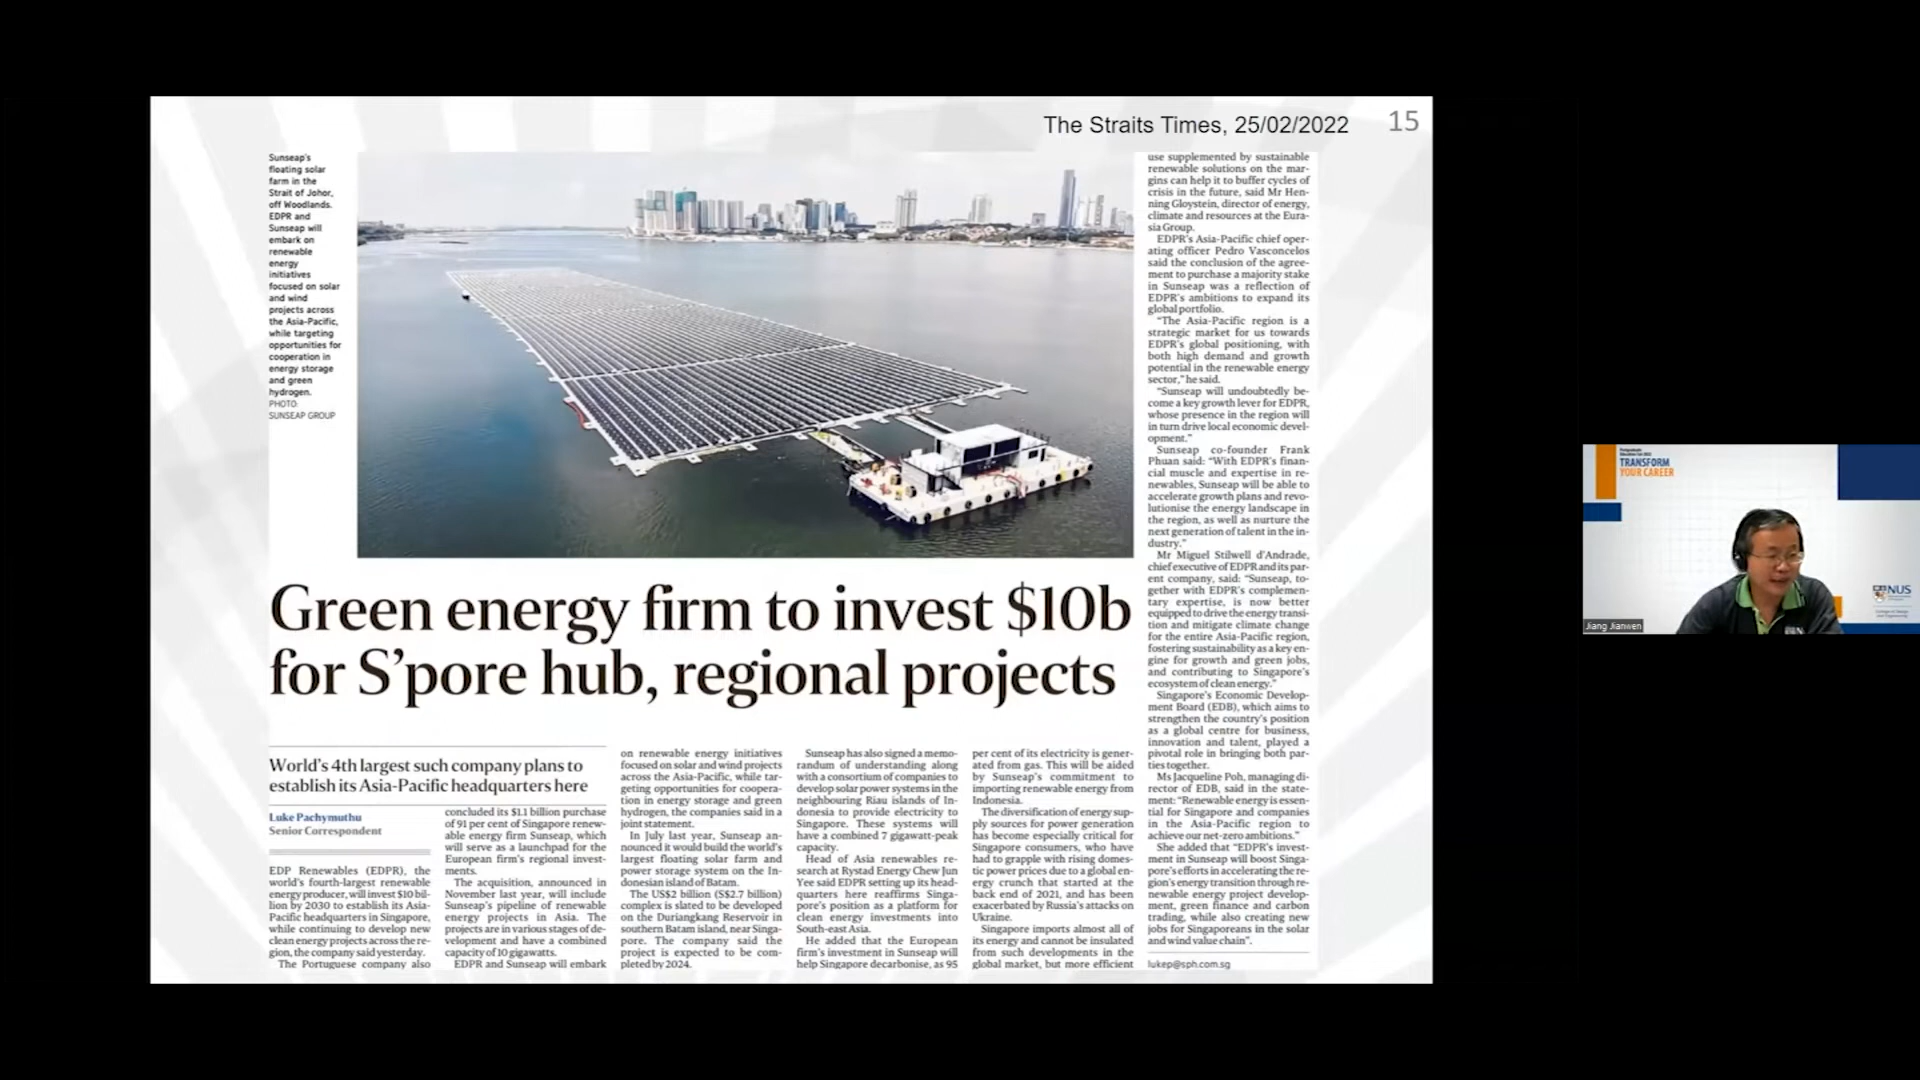 The Straits Times, 25/02/2022
15
Sunseap's
floating solar
farm in the
Strait of Johor,
off Woodlands.
EDPR and
Sunseap will
embark on
renewable
energy
initiatives
focused on solar
and wind
projects across
the Asia-Pacific,
while targeting
opportunities for
cooperation in
energy storage
and green
hydrogen.
PHOTO:
SUNSEAP GROUP
Green energy firm to invest $10b
for S'pore hub, regional projects
World's 4th largest such company plans to
establish its Asia-Pacific headquarters here
Luke Pachymuthu
Senior Correspondent
EDP Renewables (EDPR), the
world's fourth-largest renewable
energy producer, will invest $10 bil-
lion by 2030 to establish its Asia-
Pacific headquarters in Singapore,
while continuing to develop new
clean energy projects across the re-
gion, the company said yesterday.
The Portuguese company also
concluded its $1.1 billion purchase
of 91 per cent of Singapore renew-
able energy firm Sunseap, which
will serve as a launchpad for the
European firm's regional invest-
ments.
The acquisition, announced in
November last year, will include
Sunseap's pipeline of renewable
energy projects in Asia. The
projects are in various stages of de-
velopment and have a combined
capacity of 10 gigawatts.
EDPR and Sunseap will embark
on renewable energy initiatives
focused on solar and wind projects
across the Asia-Pacific, while tar-
geting opportunities for coopera-
tion in energy storage and green
hydrogen, the companies said in a
joint statement.
In July last year, Sunseap an-
nounced it would build the world's
largest floating solar farm and
power storage system on the In-
donesian island of Batam.
The US$2 billion (S$2.7 billion)
complex is slated to be developed
on the Duriangkang Reservoir in
southern Batam island, near Singa-
pore. The company said the
project is expected to be com-
pleted by 2024.
Sunseap has also signed a memo-
randum of understanding along
with a consortium of companies to
develop solar power systems in the
neighbouring Riau islands of In-
donesia to provide electricity to
Singapore. These systems will
have a combined 7 gigawatt-peak
capacity.
Head of Asia renewables re-
search at Rystad Energy Chew Jun
Yee said EDPR setting up its head-
quarters here reaffirms Singa-
pore's position as a platform for
clean energy investments into
South-east Asia.
He added that the European
firm's investment in Sunseap will
help Singapore decarbonise, as 95
per cent of its electricity is gener-
ated from gas. This will be aided
by Sunseap's commitment to
importing renewable energy from
Indonesia.
The diversification of energy sup-
ply sources for power generation
has become especially critical for
Singapore consumers, who have
had to grapple with rising domes-
tic power prices due to a global en-
ergy crunch that started at the
back end of 2021, and has been
exacerbated by Russia's attacks on
Ukraine.
Singapore imports almost all of
its energy and cannot be insulated
from such developments in the
global market, but more efficient
use supplemented by sustainable
renewable solutions on the mar-
gins can help it to buffer cycles of
crisis in the future, said Mr Hen-
ning Gloystein, director of energy,
climate and resources at the Eura-
sia Group.
EDPR's Asia-Pacific chief oper-
ating officer Pedro Vasconcelos
said the conclusion of the agree-
ment to purchase a majority stake
in Sunseap was a reflection of
EDPR's ambitions to expand its
global portfolio.
"The Asia-Pacific region is a
strategic market for us towards
EDPR's global positioning, with
both high demand and growth
potential in the renewable energy
sector," he said.
"Sunseap will undoubtedly be-
come a key growth lever for EDPR,
whose presence in the region will
in turn drive local economic devel-
opment."
Sunseap co-founder Frank
Phuan said: "With EDPR's finan-
cial muscle and expertise in re-
newables, Sunseap will be able to
accelerate growth plans and revo-
lutionise the energy landscape in
the region, as well as nurture the
next generation of talent in the in-
dustry."
Mr Miguel Stilwell d'Andrade,
chief executive of EDPR and its par-
ent company, said: "Sunseap, to-
gether with EDPR's complemen-
tary expertise, is now better
equipped to drive the energy transi-
tion and mitigate climate change
for the entire Asia-Pacific region,
fostering sustainability as a key en-
gine for growth and green jobs,
and contributing to Singapore's
ecosystem of clean energy."
Singapore's Economic Develop-
ment Board (EDB), which aims to
strengthen the country's position
as a global centre for business,
innovation and talent, played a
pivotal role in bringing both par-
ties together.
Ms Jacqueline Poh, managing di-
rector of EDB, said in the state-
ment: "Renewable energy is essen-
tial for Singapore and companies
in the Asia-Pacific region to
achieve our net-zero ambitions."
She added that "EDPR's invest-
ment in Sunseap will boost Singa-
pore's efforts in accelerating the re-
gion's energy transition through re-
newable energy project develop-
ment, green finance and carbon
trading, while also creating new
jobs for Singaporeans in the solar
and wind value chain".
lukep@sph.com.sg
TRANSFORM
YOUR CAREER
NUS
Jiang Jianwen